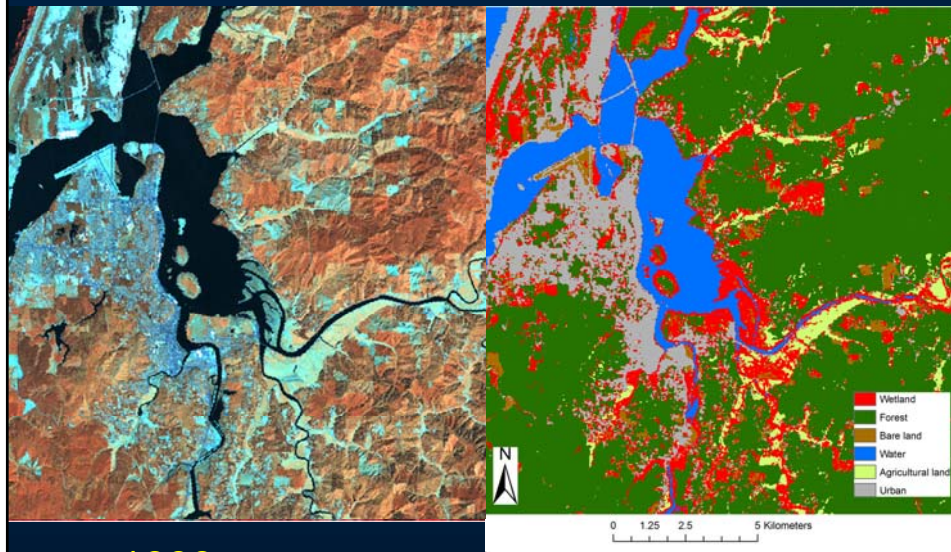 Wetland
Forest
Bare land
Water
Agricultural land
Urban
N
0 1.25 2.5 5 Kilometers